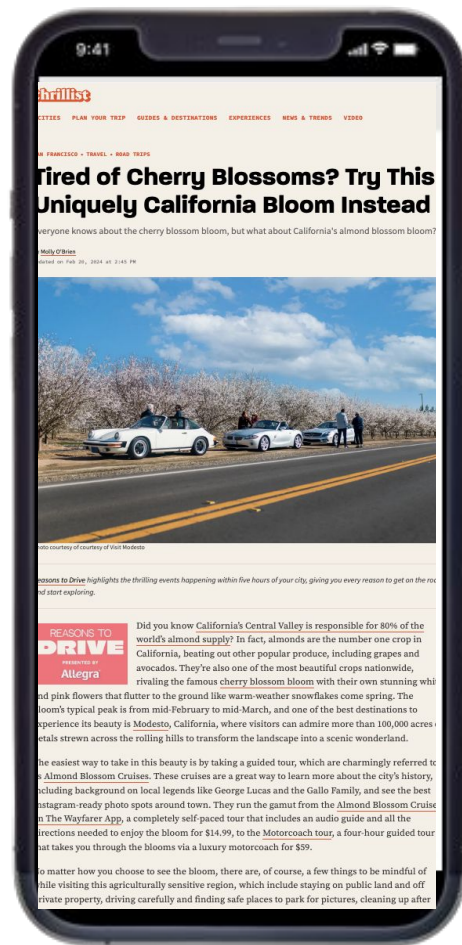 9:41
thrillist
CITIES PLAN YOUR TRIP GUIDES & DESTINATIONS EXPERIENCES NEWS & TRENDS VIDEO
AN FRANCISCO • TRAVEL • ROAD TRIPS
Tired of Cherry Blossoms? Try This
Uniquely California Bloom Instead
veryone knows about the cherry blossom bloom, but what about California's almond blossom bloom?
Molly O'Brien
dated on Feb 20, 2024 at 2:49 PM
oto courtesy of courtesy of Visit Modesto
easons to Drive highlights the thrilling events happening within five hours of your city, giving you every reason to get on the roa
nd start exploring.
REASONS TO
DRIVE
PRESENTED BY
Allegra
Did you know California's Central Valley is responsible for 80% of the
world's almond supply? In fact, almonds are the number one crop in
California, beating out other popular produce, including grapes and
avocados. They're also one of the most beautiful crops nationwide,
rivaling the famous cherry blossom bloom with their own stunning whi
nd pink flowers that flutter to the ground like warm-weather snowflakes come spring. The
loom's typical peak is from mid-February to mid-March, and one of the best destinations to
xperience its beauty is Modesto, California, where visitors can admire more than 100,000 acres
etals strewn across the rolling hills to transform the landscape into a scenic wonderland.
he easiest way to take in this beauty is by taking a guided tour, which are charmingly referred to
s Almond Blossom Cruises. These cruises are a great way to learn more about the city's history,
ncluding background on local legends like George Lucas and the Gallo Family, and see the best
nstagram-ready photo spots around town. They run the gamut from the Almond Blossom Cruise
n The Wayfarer App, a completely self-paced tour that includes an audio guide and all the
irections needed to enjoy the bloom for $14.99, to the Motorcoach tour, a four-hour guided tour
hat takes you through the blooms via a luxury motorcoach for $59.
o matter how you choose to see the bloom, there are, of course, a few things to be mindful of
hile visiting this agriculturally sensitive region, which include staying on public land and off
rivate property, driving carefully and finding safe places to park for pictures, cleaning up after